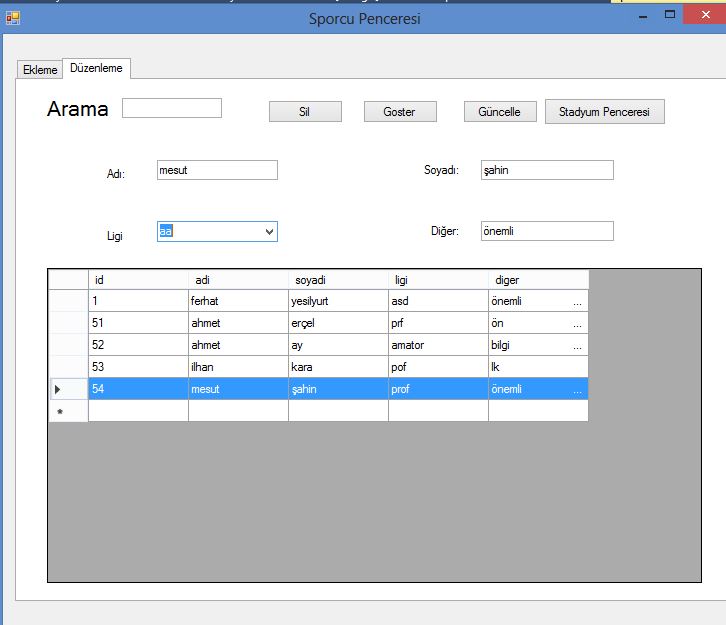 Sporcu Penceresi
Ekleme Düzenleme
Arama Sil Goster Güncelle Stadyum Penceresi
Adı: mesut Soyadı: şahin
Ligi aa Diğer: önemli
id adi soyadi ligi diger
1 ferhat yesilyurt asd önemli ...
51 ahmet erçel prf ön ...
52 ahmet ay amator bilgi ...
53 ilhan kara pof lk
54 mesut şahin prof önemli ...